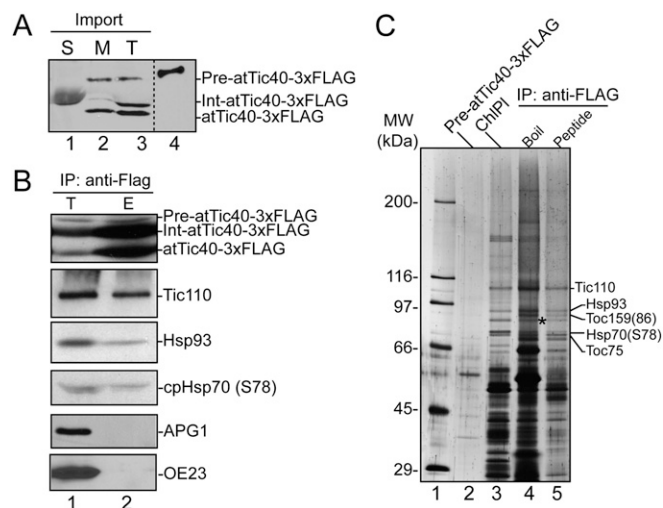 A
Import
S M T
-Pre-atTic40-3xFLAG
-Int-atTic40-3xFLAG
-atTic40-3xFLAG
1 2 3 4
B
IP: anti-Flag
T E
Pre-atTic40-3xFLAG
Int-atTic40-3xFLAG
atTic40-3xFLAG
-Tic110
-Hsp93
-cpHsp70 (S78)
-APG1
-OE23
1 2
C
Pre-atTic40-3xFLAG
ChIPI
IP: anti-FLAG
Boil
Peptide
MW
(kDa)
200-
116-
97-
66-
45-
29-
Tic110
Hsp93
Toc159(86)
*
Hsp70(S78)
Toc75
1 2 3 4 5